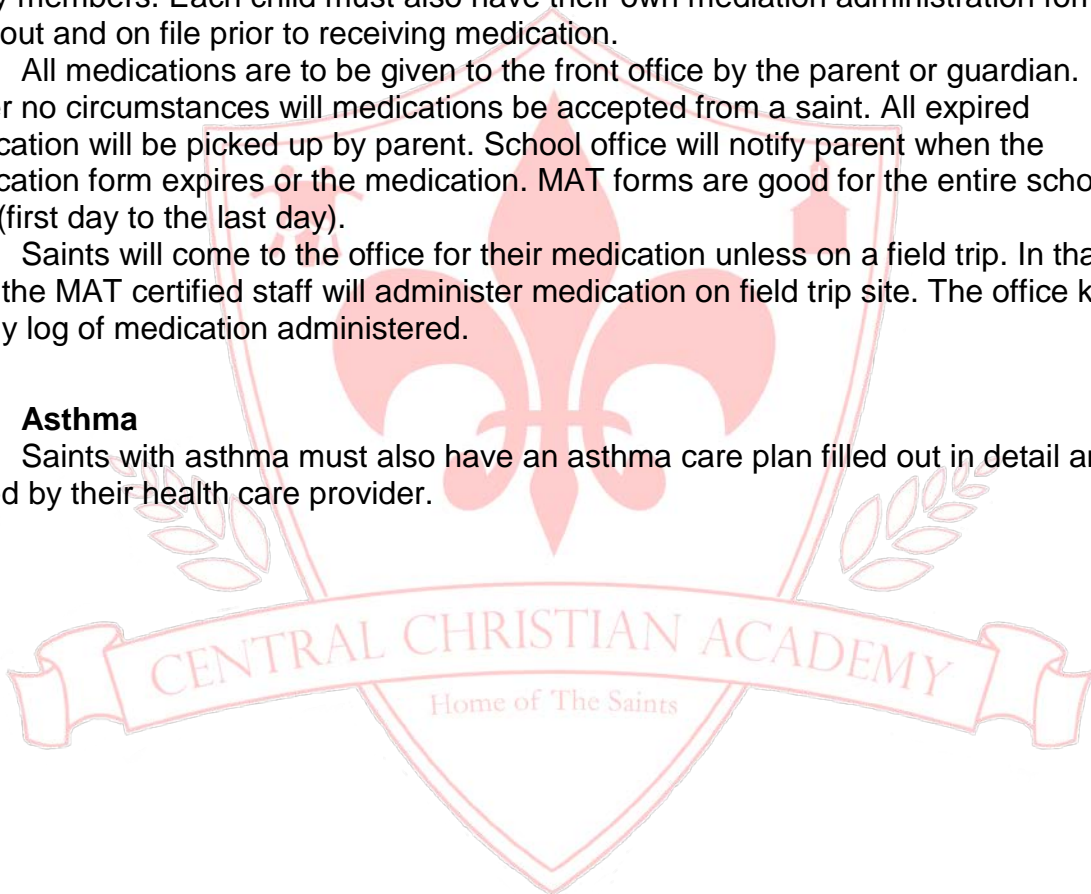 y members. Each child must also have their own mediation administration for
out and on file prior to receiving medication.
All medications are to be given to the front office by the parent or guardian.
er no circumstances will medications be accepted from a saint. All expired
cation will be picked up by parent. School office will notify parent when the
cation form expires or the medication. MAT forms are good for the entire scho
(first day to the last day).
Saints will come to the office for their medication unless on a field trip. In tha
the MAT certified staff will administer medication on field trip site. The office k
y log of medication administered.
Asthma
Saints with asthma must also have an asthma care plan filled out in detail a
d by their health care provider.
CENTRAL CHRISTIAN ACADEMY
Home of The Saints